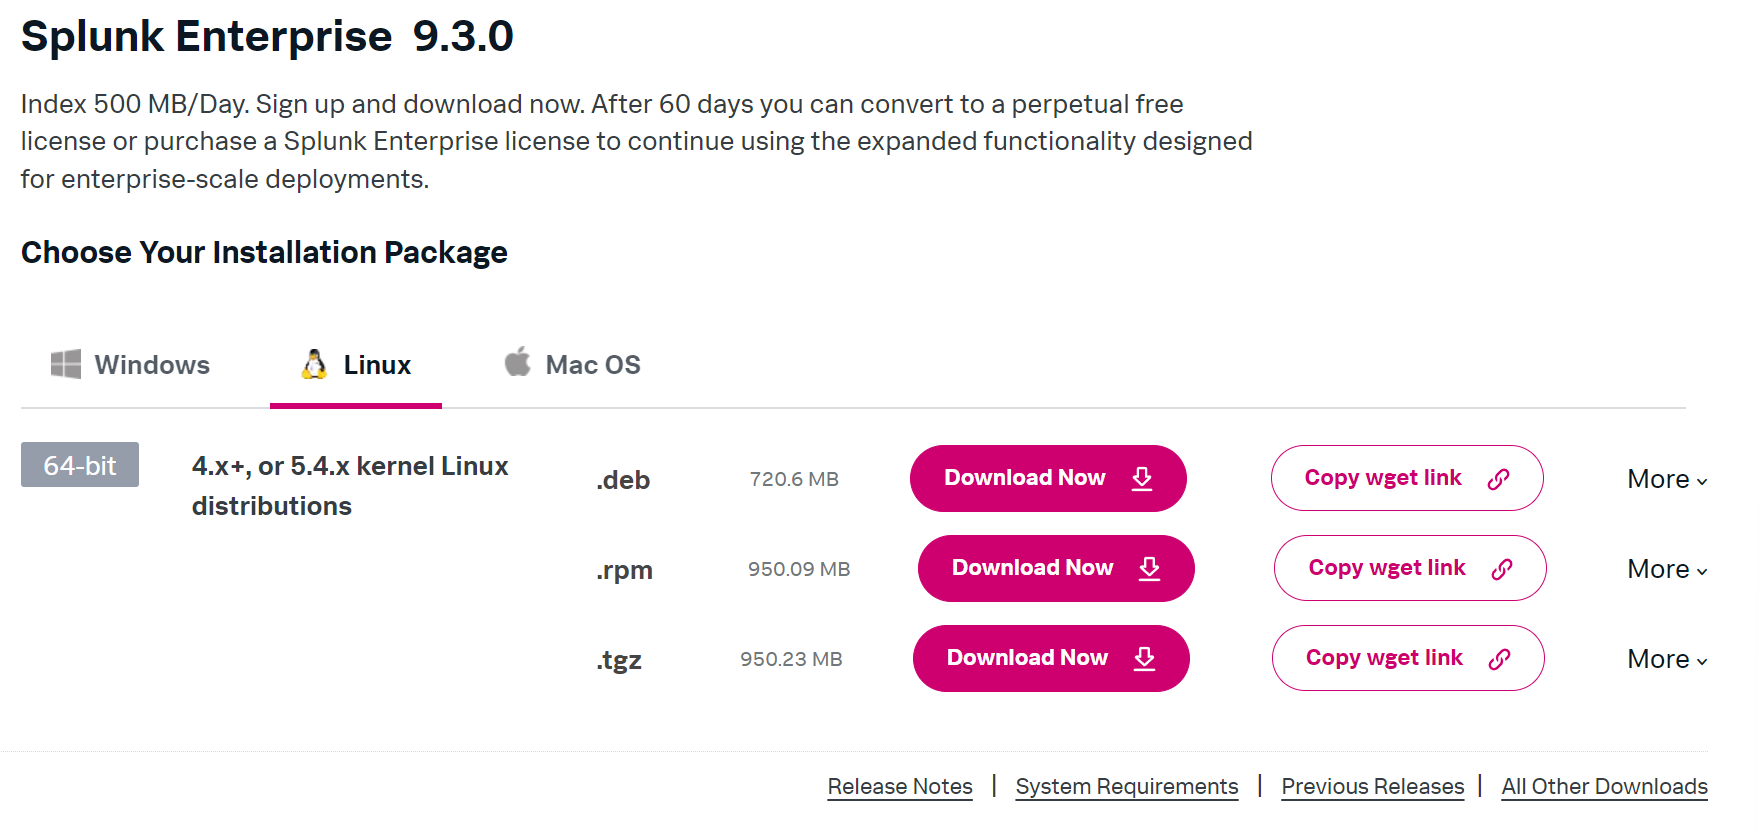 Splunk Enterprise 9.3.0
Index 500 MB/Day. Sign up and download now. After 60 days you can convert to a perpetual free
license or purchase a Splunk Enterprise license to continue using the expanded functionality designed
for enterprise-scale deployments.
Choose Your Installation Package
Windows Linux Mac OS
64-bit 4.x+, or 5.4.x kernel Linux
distributions
.deb 720.6 MB Download Now Copy wget link More
.rpm 950.09 MB Download Now Copy wget link More
.tgz 950.23 MB Download Now Copy wget link More
Release Notes | System Requirements | Previous Releases | All Other Downloads